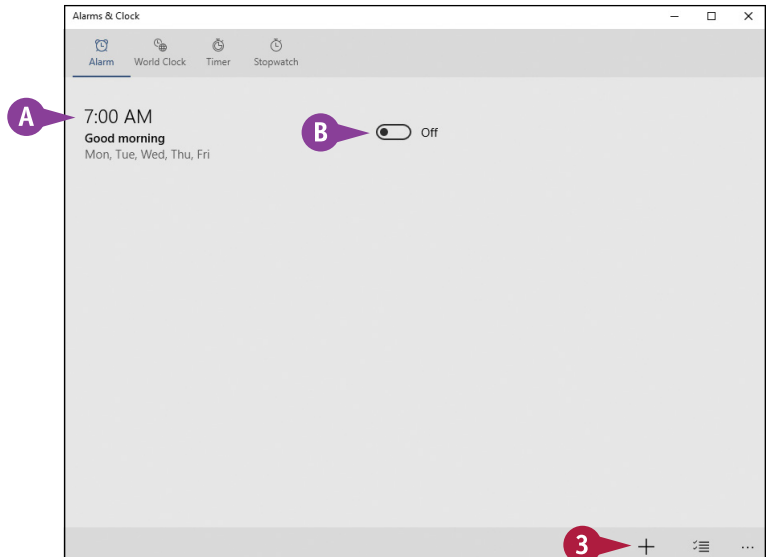 Alarms & Clock
Alarm World Clock Timer Stopwatch
A
7:00 AM
Good morning
Mon, Tue, Wed, Thu, Fri
B
Off
3